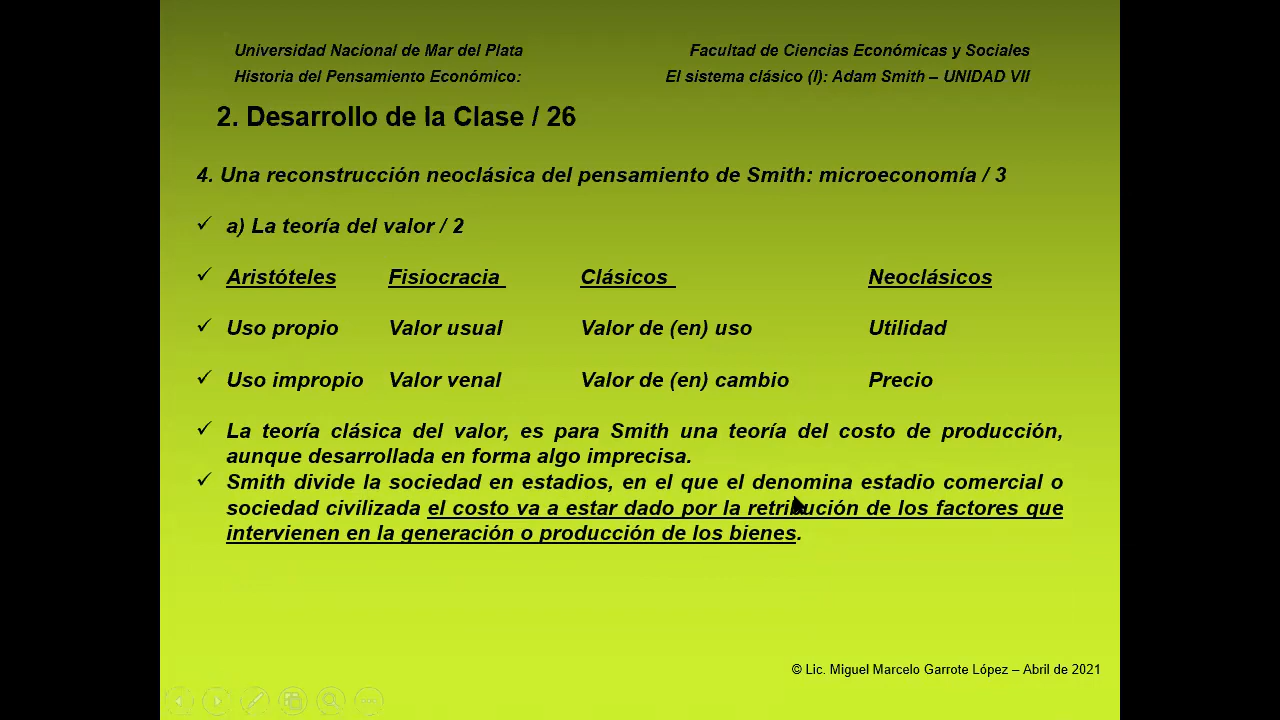 Universidad Nacional de Mar del Plata Facultad de Ciencias Económicas y Sociales
Historia del Pensamiento Económico: El sistema clásico (I): Adam Smith – UNIDAD VII
2. Desarrollo de la Clase / 26
4. Una reconstrucción neoclásica del pensamiento de Smith: microeconomía / 3
✓ a) La teoría del valor / 2
✓ Aristóteles Fisiocracia Clásicos Neoclásicos
✓ Uso propio Valor usual Valor de (en) uso Utilidad
✓ Uso impropio Valor venal Valor de (en) cambio Precio
✓ La teoría clásica del valor, es para Smith una teoría del costo de producción,
aunque desarrollada en forma algo imprecisa.
✓ Smith divide la sociedad en estadios, en el que el denomina estadio comercial o
sociedad civilizada el costo va a estar dado por la retribución de los factores que
intervienen en la generación o producción de los bienes.
© Lic. Miguel Marcelo Garrote López – Abril de 2021